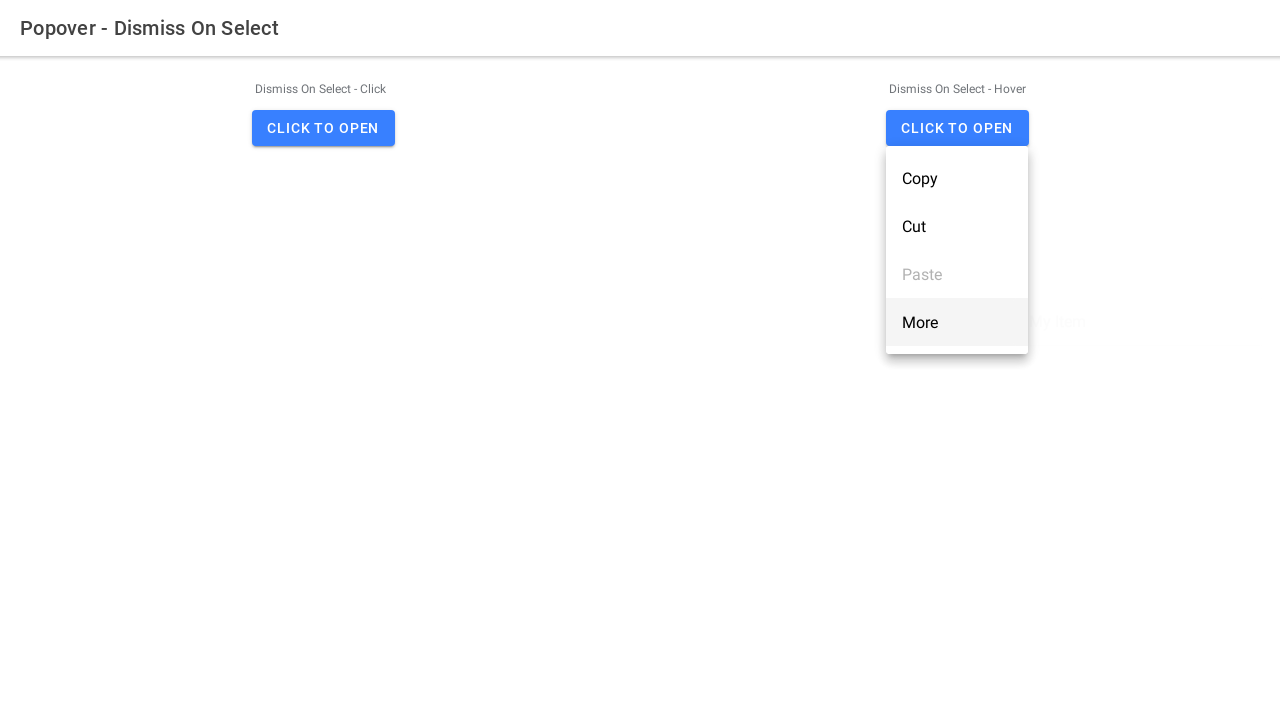 Popover - Dismiss On Select
Dismiss On Select - Click
Dismiss On Select - Hover
CLICK TO OPEN
CLICK TO OPEN
Copy
Cut
Paste
More